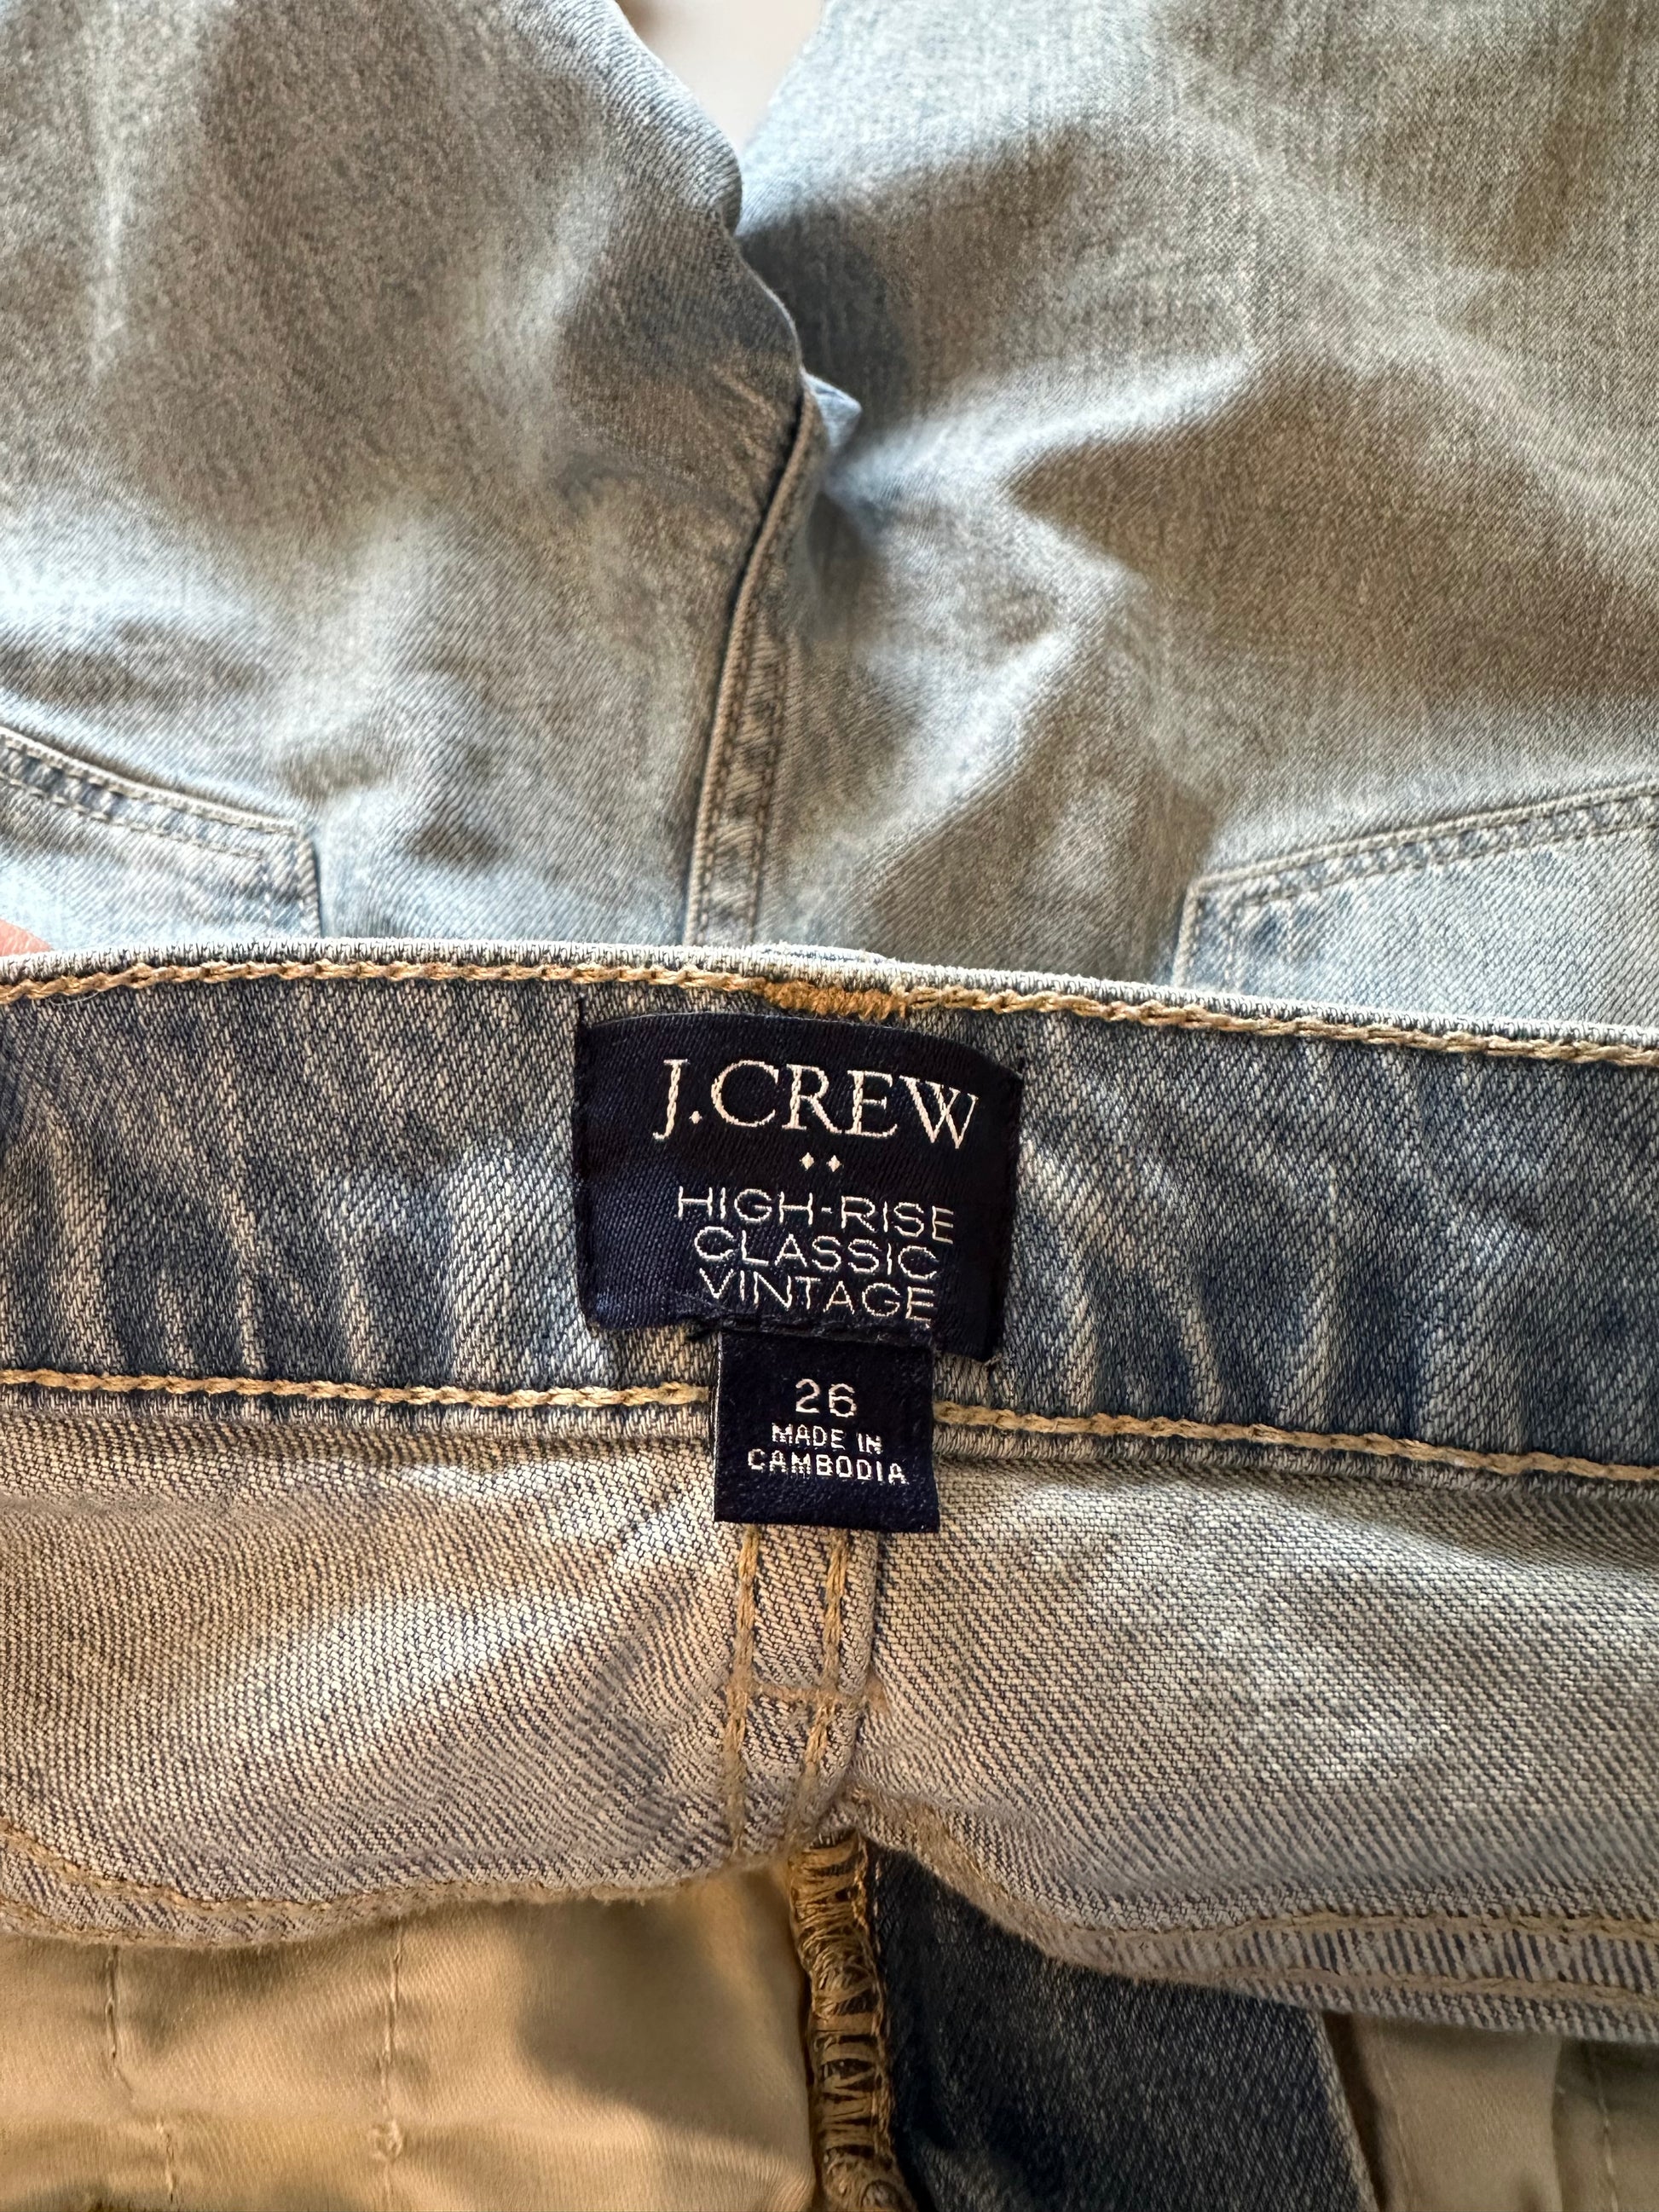 J.CREW
HIGH-RISE
CLASSIC
VINTAGE
26
MADE IN
CAMBODIA